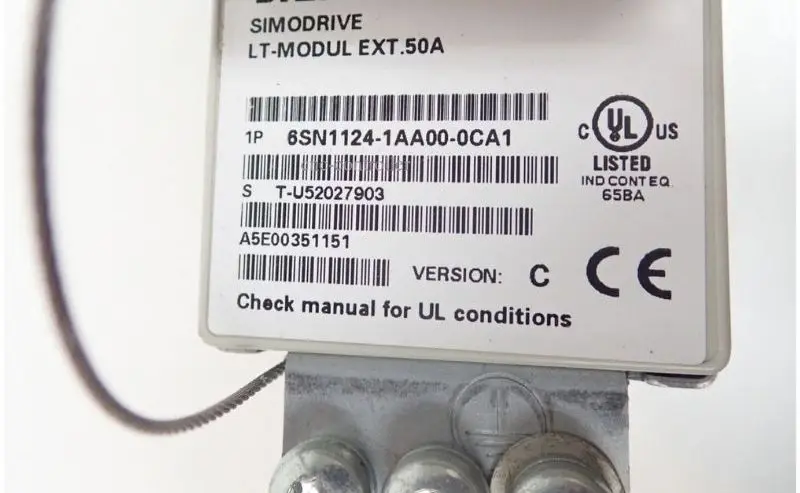 SIMODRIVE
LT-MODUL EXT.50A
1P 6SN1124-1AA00-0CA1
C UL US
LISTED
IND CONT EQ.
65BA
S T-U52027903
A5E00351151
VERSION: C CE
Check manual for UL conditions